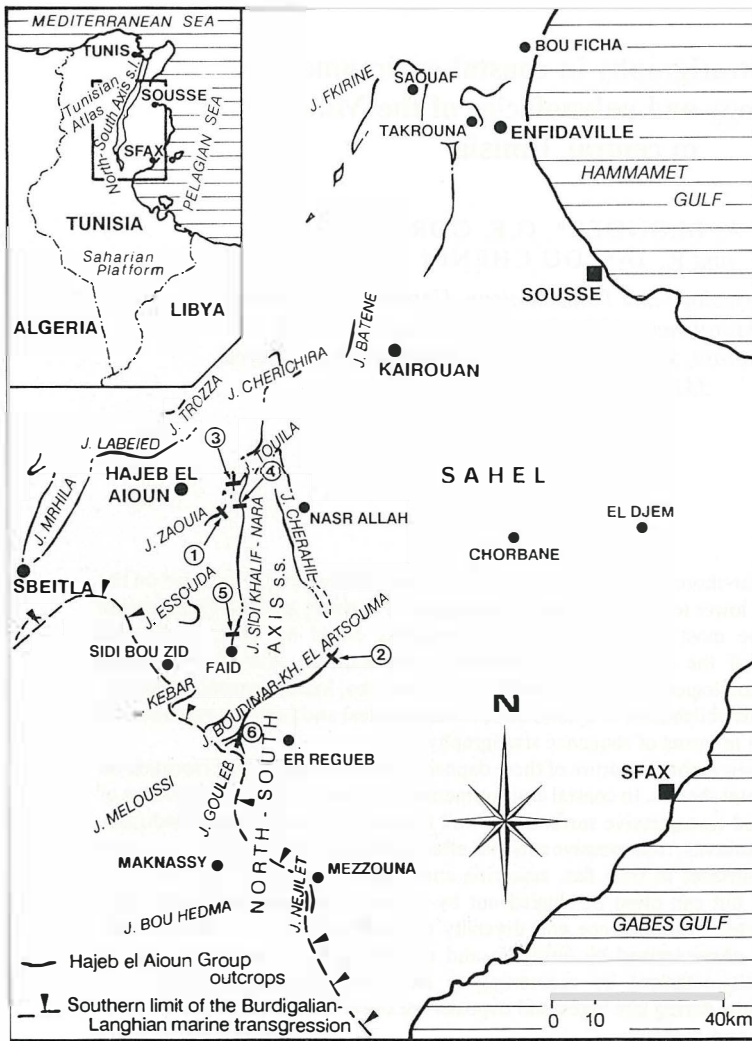 MEDITERRANEAN SEA
TUNIS
Tunisian
Atlas
North-South Axis s.l.
SOUSSE
SFAX
PELAGIAN SEA
TUNISIA
Saharian
Platform
ALGERIA
LIBYA
BOU FICHA
J. FKIRINE
SAOUAF
TAKROUNA
ENFIDAVILLE
HAMMAMET
GULF
SOUSSE
J. BATENE
KAIROUAN
J. CHERICHIRA
J. TROZZA
J. LABEIED
3
J. TOUILA
4
HAJEB EL
AIOUN
SAHEL
J. MRHILA
J. ZAOUIA
NASR ALLAH
EL DJEM
1
J. SIDI KHALIF - NARA
J. CHERAHIL
CHORBANE
SBEITLA
J. ESSOUDA
5
AXIS s.s.
SIDI BOU ZID
FAID
2
KEBAR
J. BOUDINAR-KH. EL ARTSOUMA
N
6
ER REGUEB
SFAX
J. MELOUSSI
J. GOULEB
NORTH - SOUTH
MAKNASSY
MEZZOUNA
J. NEJILET
J. BOU HEDMA
GABES GULF
Hajeb el Aioun Group
outcrops
Southern limit of the Burdigalian-
Langhian marine transgression
0 10 40km